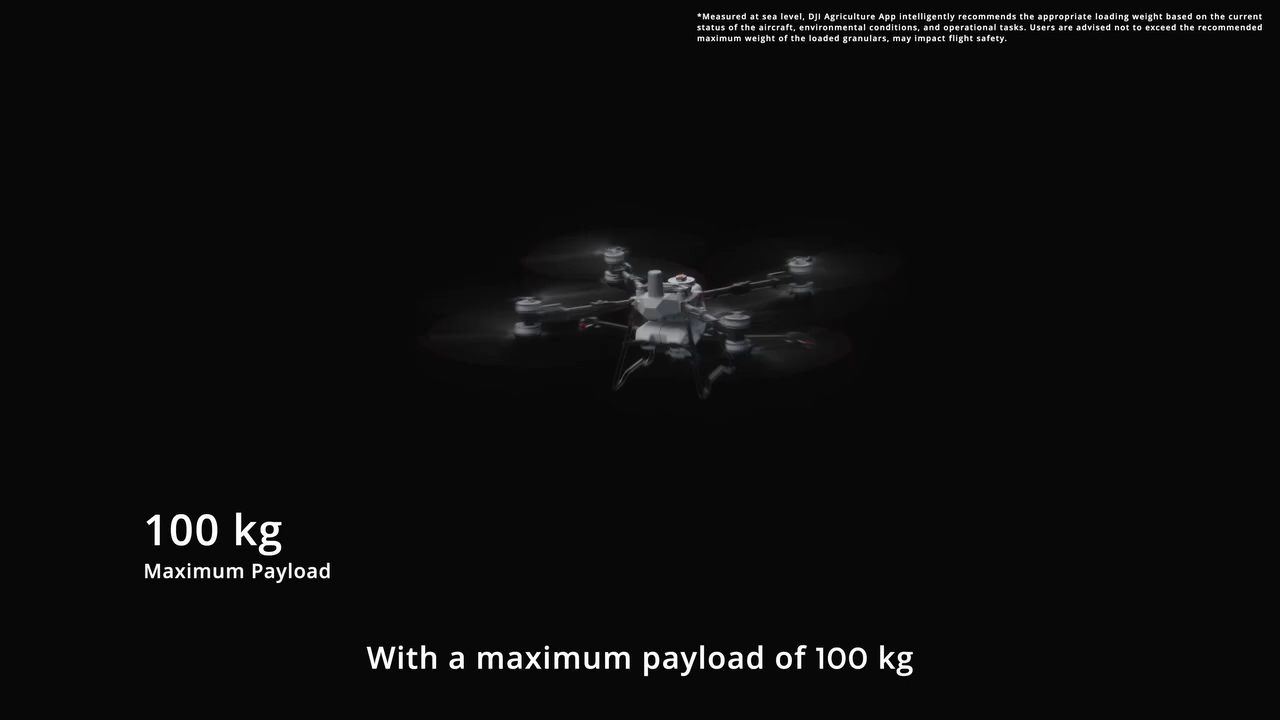 *Measured at sea level, DJI Agriculture App intelligently recommends the appropriate loading weight based on the current
status of the aircraft, environmental conditions, and operational tasks. Users are advised not to exceed the recommended
maximum weight of the loaded granulars, may impact flight safety.
100 kg
Maximum Payload
With a maximum payload of 100 kg